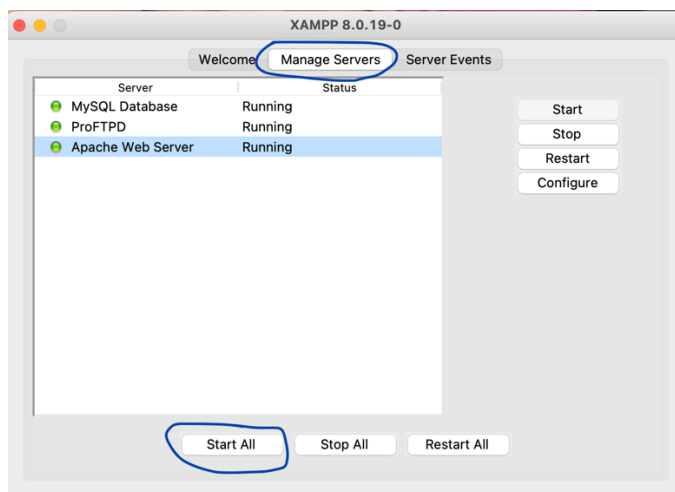 XAMPP 8.0.19-0
Welcome Manage Servers Server Events
Server Status
MySQL Database Running
ProFTPD Running
Apache Web Server Running
Start
Stop
Restart
Configure
Start All Stop All Restart All